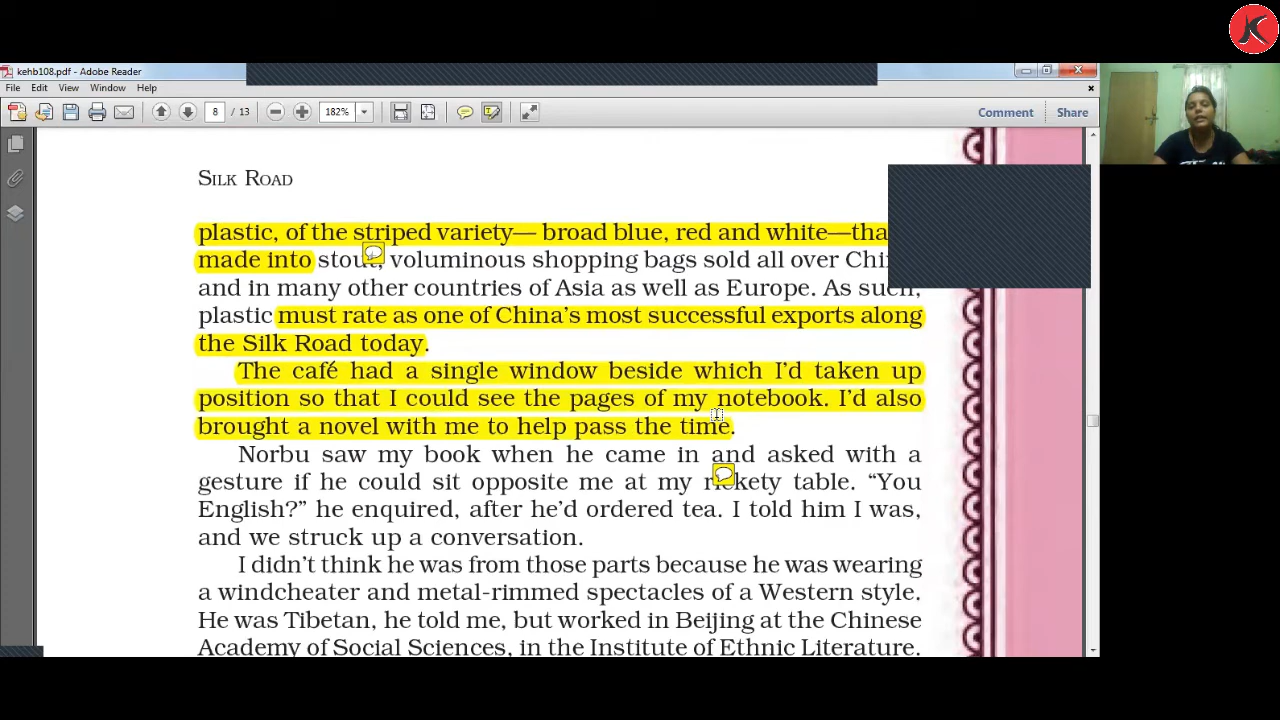 kehb108.pdf - Adobe Reader
File Edit View Window Help
8 / 13 182% Comment Share
SILK ROAD
plastic, of the striped variety— broad blue, red and white—tha
made into stout, voluminous shopping bags sold all over Chi
and in many other countries of Asia as well as Europe. As such,
plastic must rate as one of China's most successful exports along
the Silk Road today.
The café had a single window beside which I'd taken up
position so that I could see the pages of my notebook. I'd also
brought a novel with me to help pass the time.
Norbu saw my book when he came in and asked with a
gesture if he could sit opposite me at my rickety table. “You
English?” he enquired, after he'd ordered tea. I told him I was,
and we struck up a conversation.
I didn't think he was from those parts because he was wearing
a windcheater and metal-rimmed spectacles of a Western style.
He was Tibetan, he told me, but worked in Beijing at the Chinese
Academy of Social Sciences, in the Institute of Ethnic Literature.